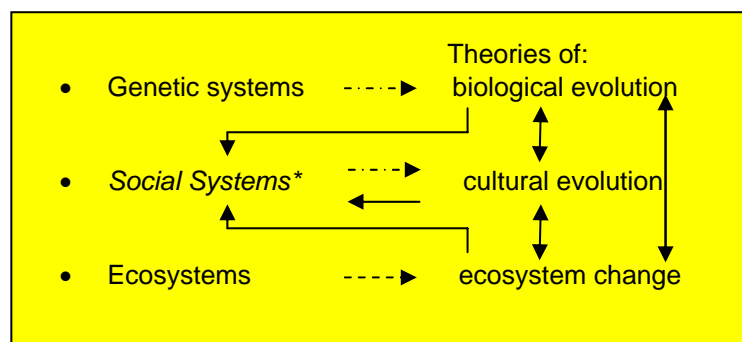 Theories of:
• Genetic systems biological evolution
• Social Systems* cultural evolution
• Ecosystems ecosystem change